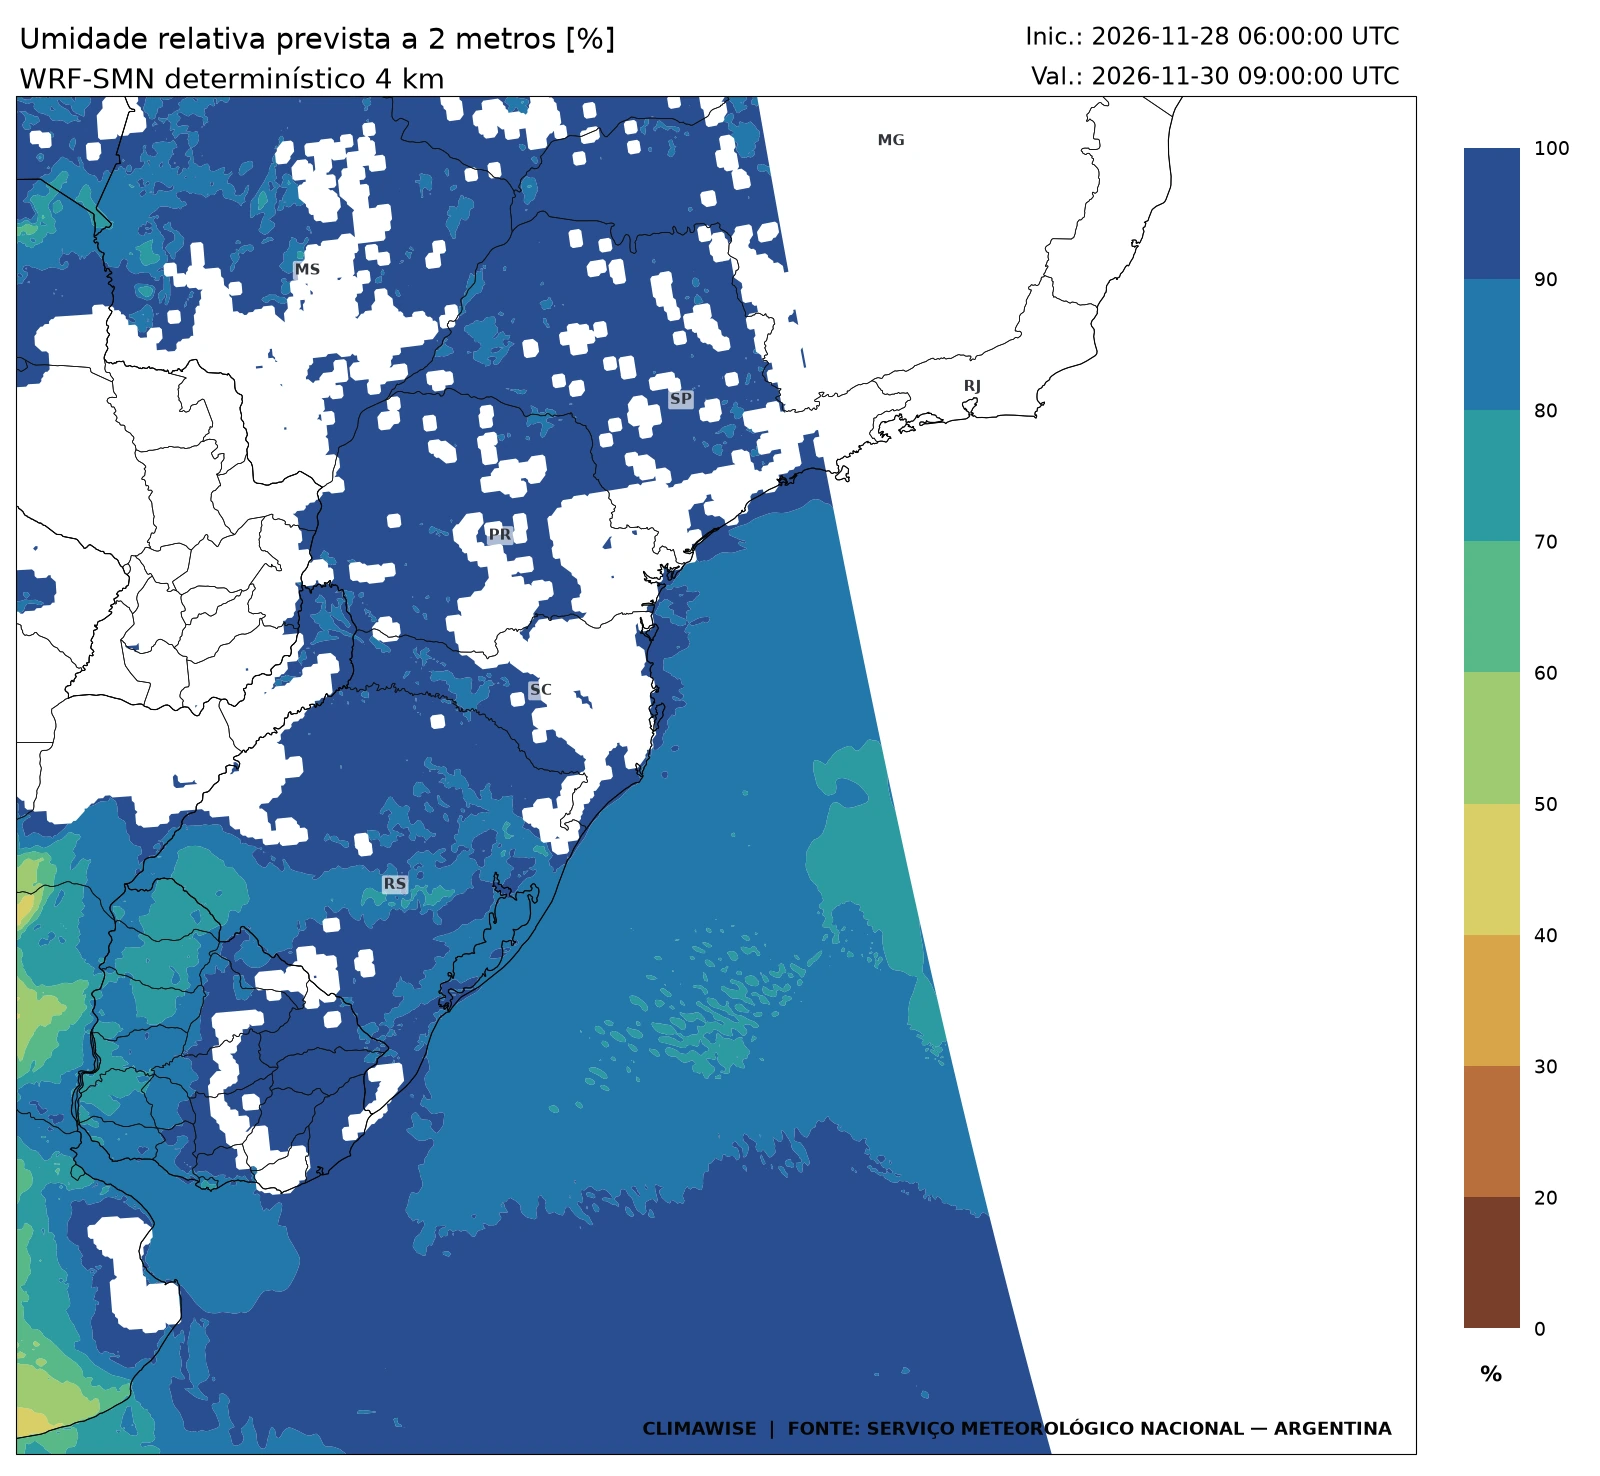 Umidade relativa prevista a 2 metros [%]
WRF-SMN determinístico 4 km
Inic.: 2026-11-28 06:00:00 UTC
Val.: 2026-11-30 09:00:00 UTC
MG
MS
RJ
SP
PR
SC
RS
100
90
80
70
60
50
40
30
20
0
%
CLIMAWISE | FONTE: SERVIÇO METEOROLÓGICO NACIONAL — ARGENTINA